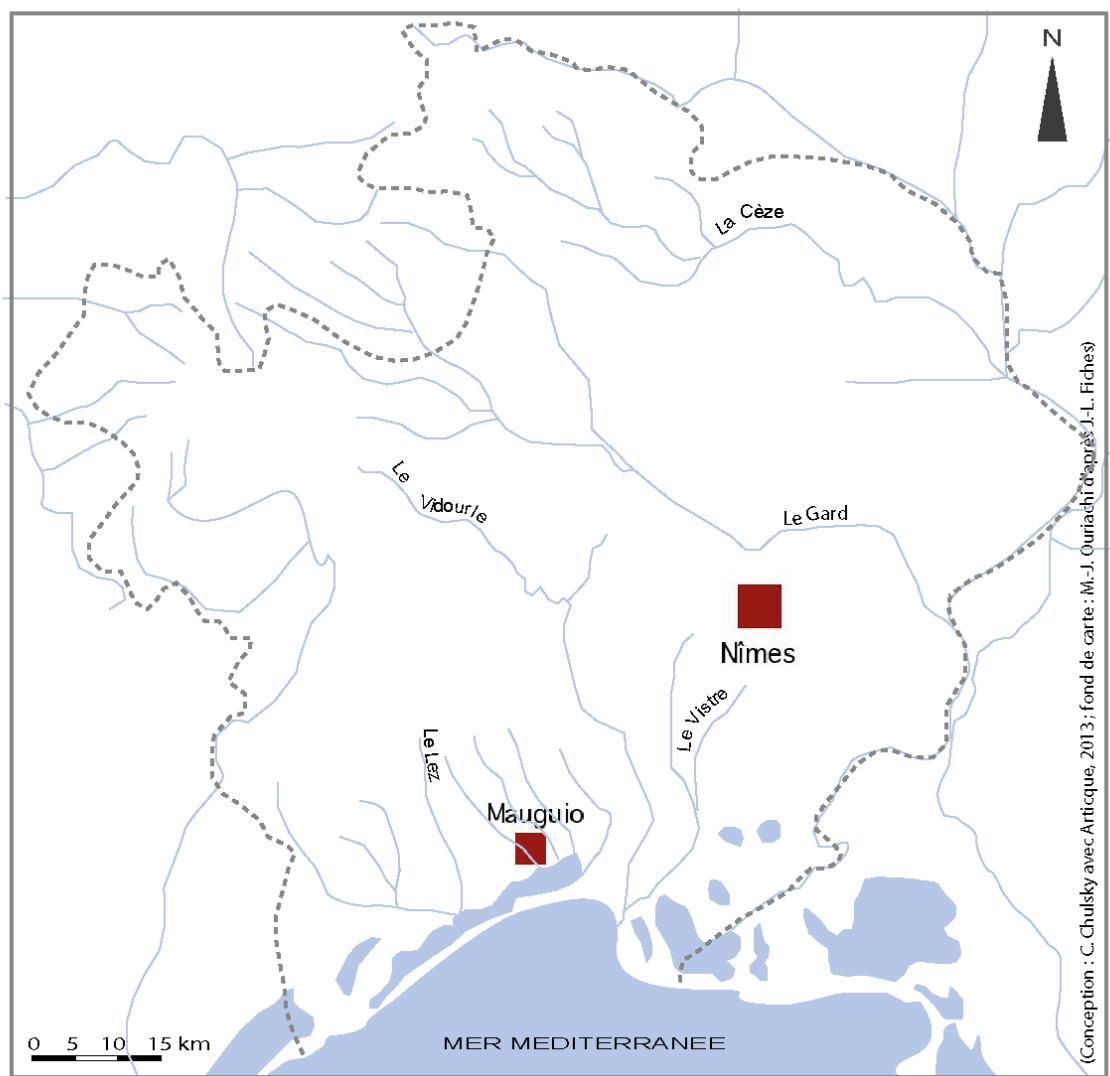 N
La Cèze
Le Vidourle
Le Gard
Nîmes
Le Vistre
Le Lez
Mauguio
0 5 10 15 km
MER MEDITERRANEE
(Conception : C. Chulsky avec Articque, 2013 ; fond de carte : M.-J. Ouriachi d'après J.-L. Fiches)